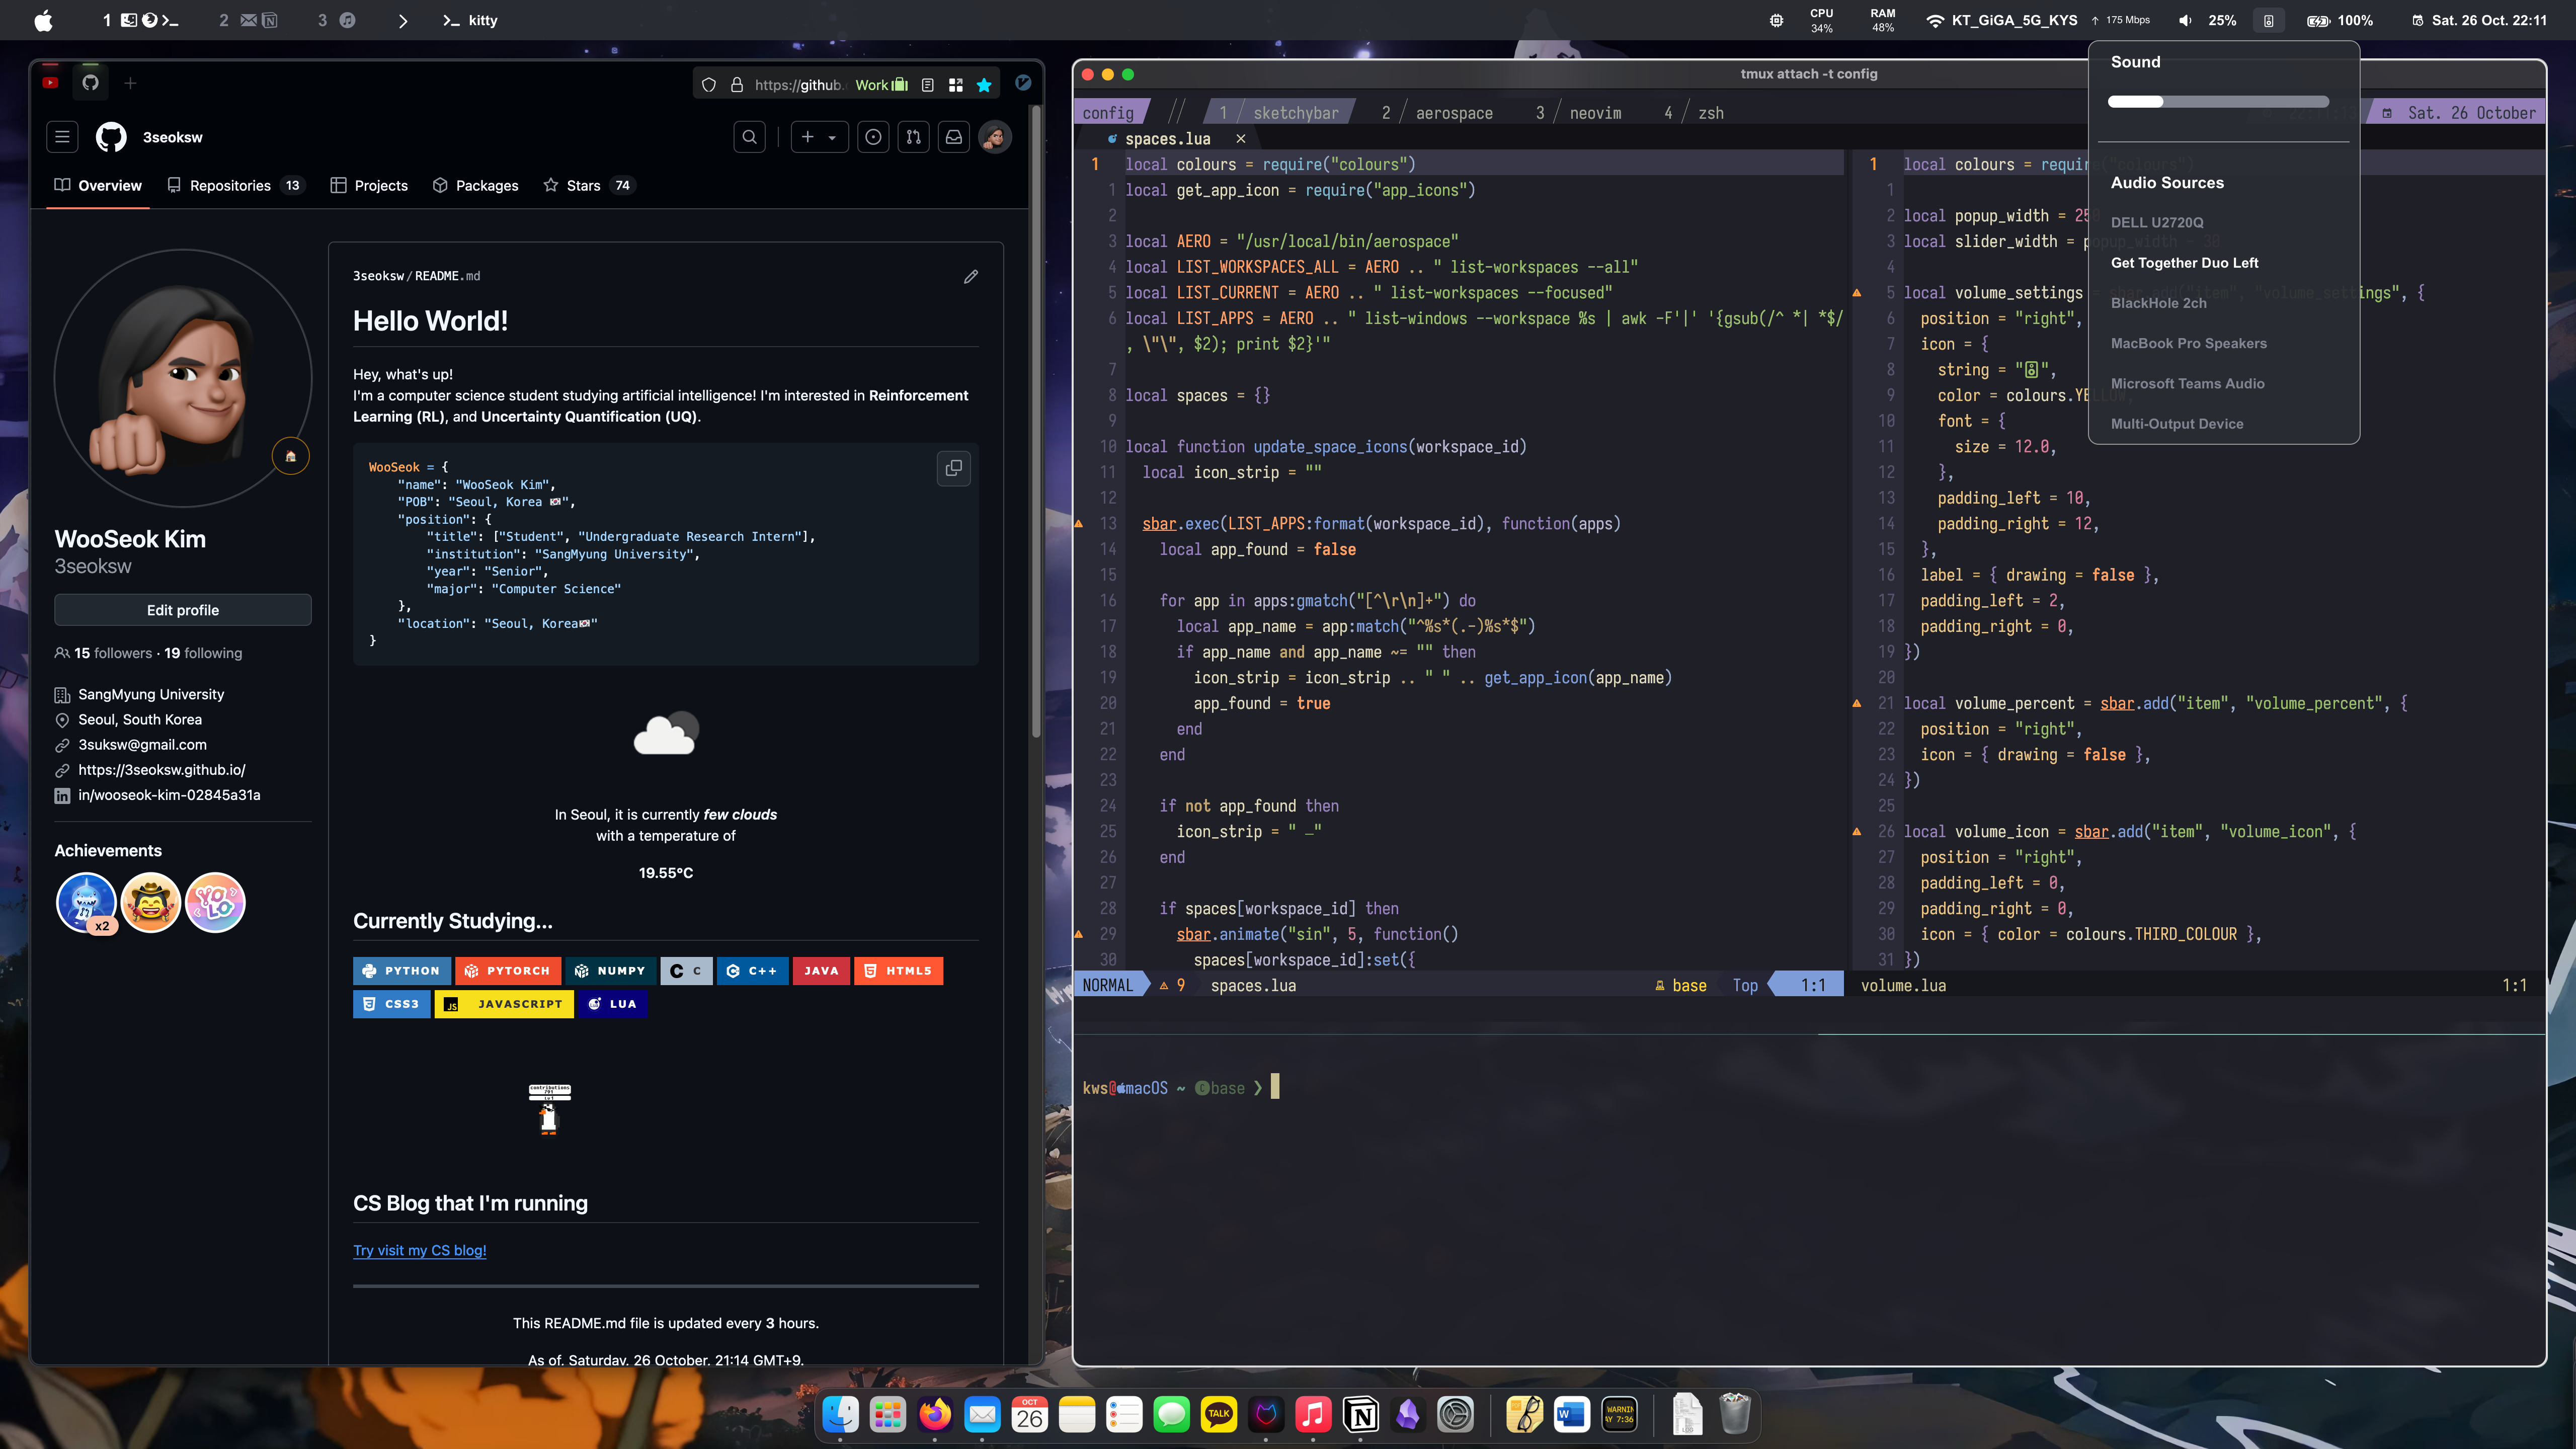 1 2 3 kitty
CPU 34% RAM 48% KT_GiGA_5G_KYS ↑ 175 Mbps 25% 100% Sat. 26 Oct. 22:11
https://github. Work
3seoksw
Overview Repositories 13 Projects Packages Stars 74
WooSeok Kim
3seoksw
Edit profile
15 followers · 19 following
SangMyung University
Seoul, South Korea
3suksw@gmail.com
https://3seoksw.github.io/
in/wooseok-kim-02845a31a
Achievements
x2
YOLO
3seoksw/README.md
Hello World!
Hey, what's up!
I'm a computer science student studying artificial intelligence! I'm interested in Reinforcement
Learning (RL), and Uncertainty Quantification (UQ).
WooSeok = {
"name": "WooSeok Kim",
"POB": "Seoul, Korea 🇰🇷",
"position": {
"title": ["Student", "Undergraduate Research Intern"],
"institution": "SangMyung University",
"year": "Senior",
"major": "Computer Science"
},
"location": "Seoul, Korea🇰🇷"
}
In Seoul, it is currently few clouds
with a temperature of
19.55°C
Currently Studying...
PYTHON PYTORCH NUMPY C C++ JAVA HTML5
CSS3 JS JAVASCRIPT LUA
contributions
CS Blog that I'm running
Try visit my CS blog!
This README.md file is updated every 3 hours.
As of, Saturday, 26 October, 21:14 GMT+9.
tmux attach -t config
config 1 sketchybar 2 aerospace 3 neovim 4 zsh Sat. 26 October
spaces.lua ×
1 local colours = require("colours")
1 local get_app_icon = require("app_icons")
2
3 local AERO = "/usr/local/bin/aerospace"
4 local LIST_WORKSPACES_ALL = AERO .. " list-workspaces --all"
5 local LIST_CURRENT = AERO .. " list-workspaces --focused"
6 local LIST_APPS = AERO .. " list-windows --workspace %s | awk -F'|' '{gsub(/^ *| *$/
, \"\", $2); print $2}'"
7
8 local spaces = {}
9
10 local function update_space_icons(workspace_id)
11 local icon_strip = ""
12
13 sbar.exec(LIST_APPS:format(workspace_id), function(apps)
14 local app_found = false
15
16 for app in apps:gmatch("[^\r\n]+") do
17 local app_name = app:match("^%s*(.-)%s*$")
18 if app_name and app_name ~= "" then
19 icon_strip = icon_strip .. " " .. get_app_icon(app_name)
20 app_found = true
21 end
22 end
23
24 if not app_found then
25 icon_strip = " —"
26 end
27
28 if spaces[workspace_id] then
29 sbar.animate("sin", 5, function()
30 spaces[workspace_id]:set({
NORMAL 9 spaces.lua base Top 1:1
1 local colours = require("colours")
1
2 local popup_width = 25
3 local slider_width = popup_width - 30
4
5 local volume_settings = sbar.add("item", "volume_settings", {
6 position = "right",
7 icon = {
8 string = "",
9 color = colours.YELLOW,
10 font = {
11 size = 12.0,
12 },
13 padding_left = 10,
14 padding_right = 12,
15 },
16 label = { drawing = false },
17 padding_left = 2,
18 padding_right = 0,
19 })
20
21 local volume_percent = sbar.add("item", "volume_percent", {
22 position = "right",
23 icon = { drawing = false },
24 })
25
26 local volume_icon = sbar.add("item", "volume_icon", {
27 position = "right",
28 padding_left = 0,
29 padding_right = 0,
30 icon = { color = colours.THIRD_COLOUR },
31 })
volume.lua 1:1
Sound
Audio Sources
DELL U2720Q
Get Together Duo Left
BlackHole 2ch
MacBook Pro Speakers
Microsoft Teams Audio
Multi-Output Device
kws@macOS ~ ©base ❯
OCT
26
TALK
N
W
WARNIN
AY 7:36